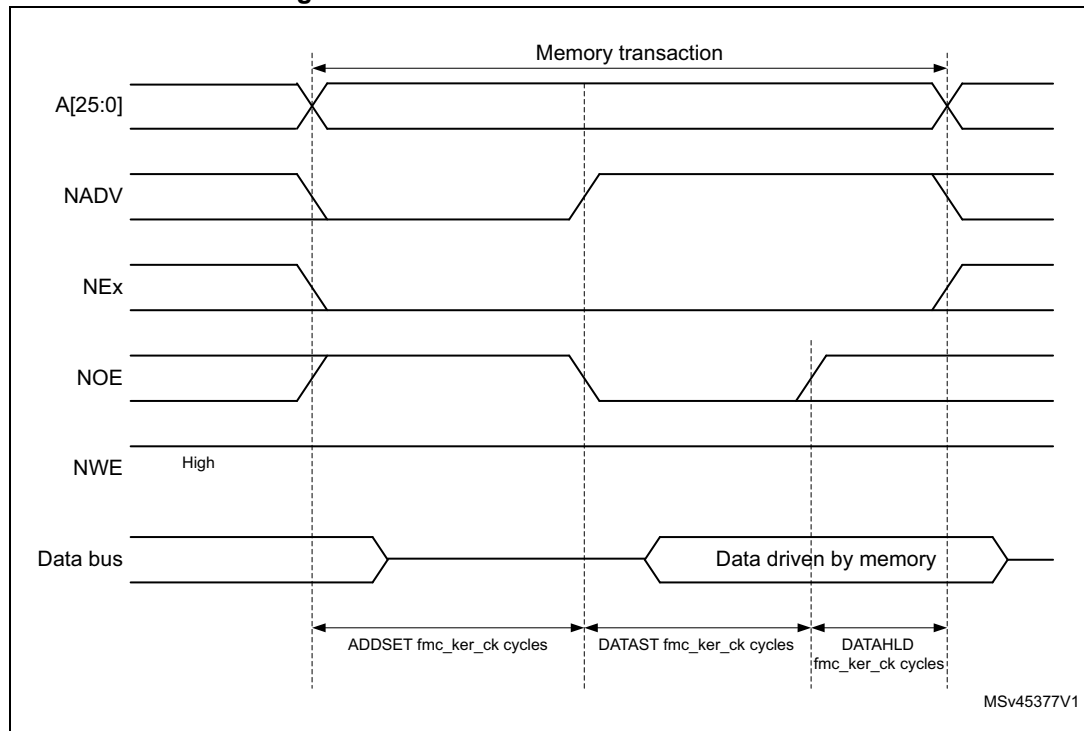 Memory transaction
A[25:0]
NADV
NEx
NOE
NWE
High
Data bus
Data driven by memory
ADDSET fmc_ker_ck cycles
DATAST fmc_ker_ck cycles
DATAHLD
fmc_ker_ck cycles
MSv45377V1